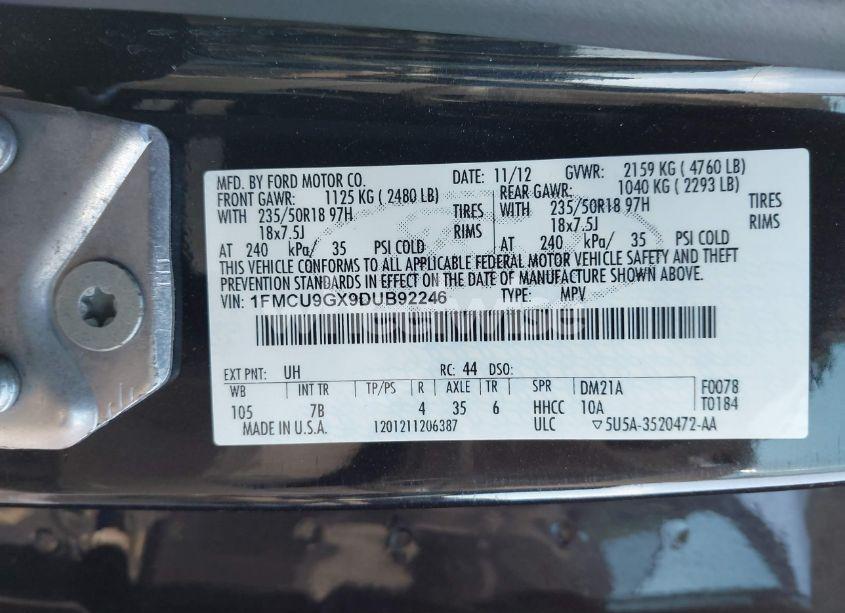 MFD. BY FORD MOTOR CO. DATE: 11/12 GVWR: 2159 KG ( 4760 LB)
FRONT GAWR: 1125 KG ( 2480 LB) REAR GAWR: 1040 KG ( 2293 LB)
WITH 235/50R18 97H TIRES WITH 235/50R18 97H TIRES
18x7.5J RIMS 18x7.5J RIMS
AT 240 kPa/ 35 PSI COLD AT 240 kPa/ 35 PSI COLD
THIS VEHICLE CONFORMS TO ALL APPLICABLE FEDERAL MOTOR VEHICLE SAFETY AND THEFT
PREVENTION STANDARDS IN EFFECT ON THE DATE OF MANUFACTURE SHOWN ABOVE.
VIN: 1FMCU9GX9DUB92246 TYPE: MPV
EXT PNT: UH RC: 44 DSO:
WB INT TR TP/PS R AXLE TR SPR DM21A F0078
105 7B 4 35 6 HHCC 10A T0184
MADE IN U.S.A. 1201211206387 ULC ▽5U5A-3520472-AA